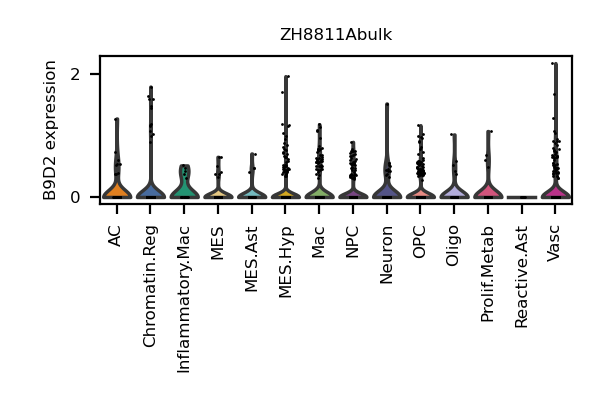 ZH8811Abulk
B9D2 expression
2
0
AC
Chromatin.Reg
Inflammatory.Mac
MES
MES.Ast
MES.Hyp
Mac
NPC
Neuron
OPC
Oligo
Prolif.Metab
Reactive.Ast
Vasc